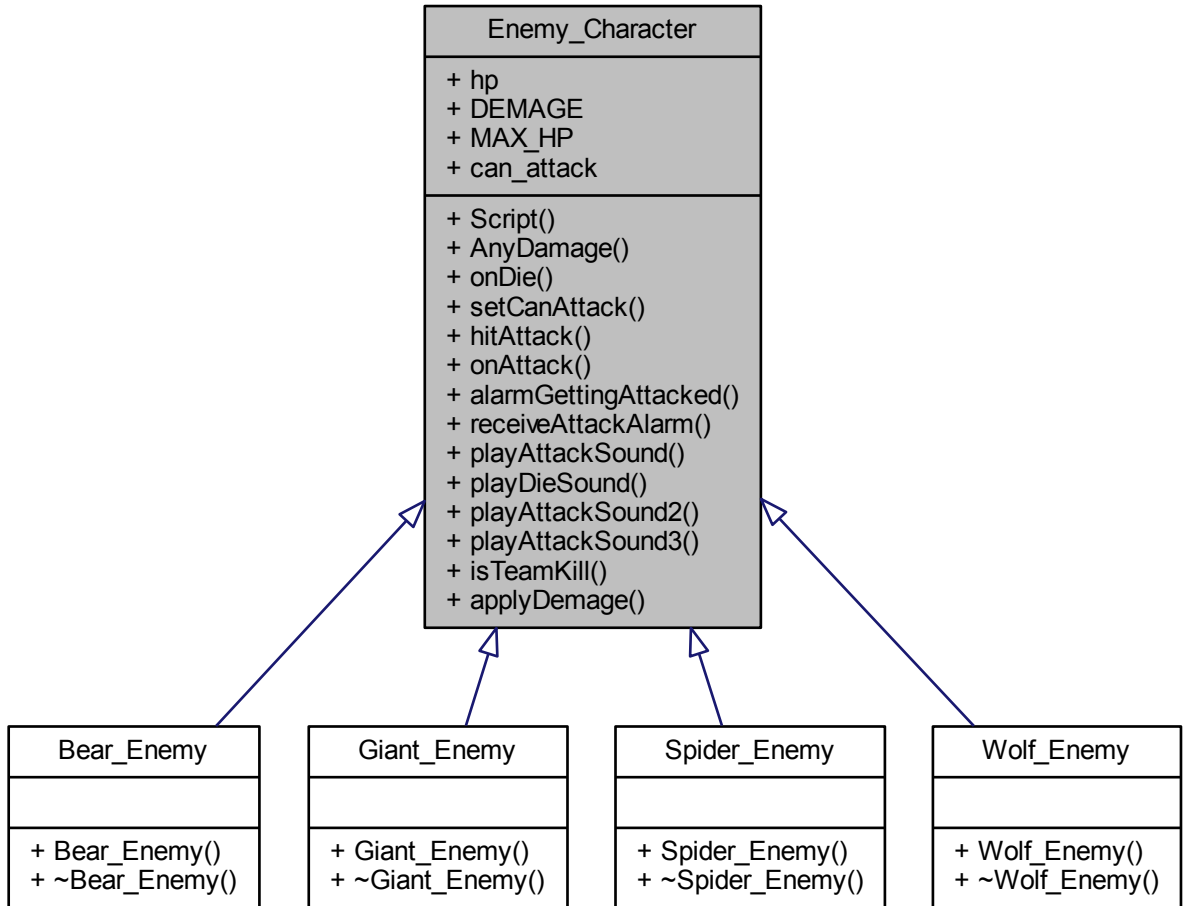 Enemy_Character
+ hp
+ DEMAGE
+ MAX_HP
+ can_attack
+ Script()
+ AnyDamage()
+ onDie()
+ setCanAttack()
+ hitAttack()
+ onAttack()
+ alarmGettingAttacked()
+ receiveAttackAlarm()
+ playAttackSound()
+ playDieSound()
+ playAttackSound2()
+ playAttackSound3()
+ isTeamKill()
+ applyDemage()
Bear_Enemy
+ Bear_Enemy()
+ ~Bear_Enemy()
Giant_Enemy
+ Giant_Enemy()
+ ~Giant_Enemy()
Spider_Enemy
+ Spider_Enemy()
+ ~Spider_Enemy()
Wolf_Enemy
+ Wolf_Enemy()
+ ~Wolf_Enemy()